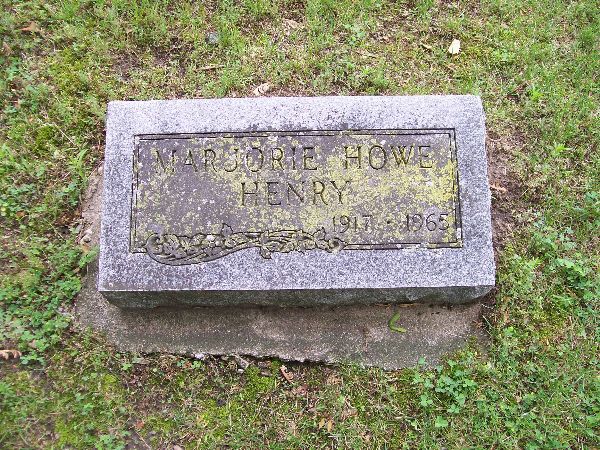 MARJORIE HOWE
HENRY
1917 · 1965